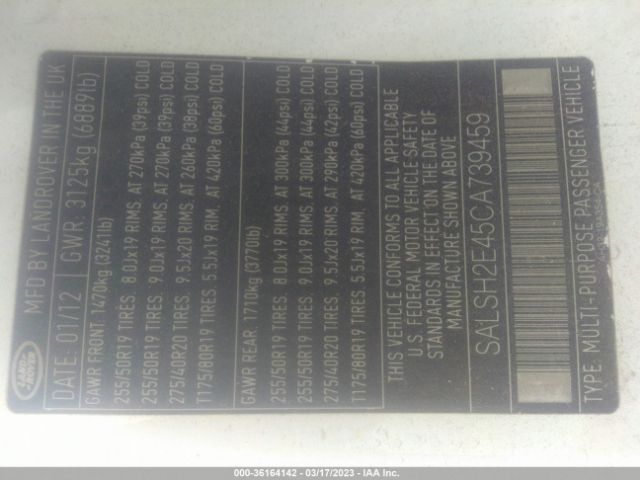 LAND ROVER
MFD BY LANDROVER IN THE UK
DATE: 01/12 GWR: 3125kg (6889lb)
GAWR FRONT: 1470kg (3241lb)
255/50R19 TIRES. 8.0Jx19 RIMS. AT 270kPa (39psi) COLD
255/50R19 TIRES. 9.0Jx19 RIMS. AT 270kPa (39psi) COLD
275/40R20 TIRES. 9.5Jx20 RIMS. AT 260kPa (38psi) COLD
T175/80R19 TIRES 5.5Jx19 RIM. AT 420kPa (60psi) COLD
GAWR REAR: 1710kg (3770lb)
255/50R19 TIRES. 8.0Jx19 RIMS. AT 300kPa (44psi) COLD
255/50R19 TIRES. 9.0Jx19 RIMS. AT 300kPa (44psi) COLD
275/40R20 TIRES. 9.5Jx20 RIMS. AT 290kPa (42psi) COLD
T175/80R19 TIRES 5.5Jx19 RIM. AT 420kPa (60psi) COLD
THIS VEHICLE CONFORMS TO ALL APPLICABLE
U.S. FEDERAL MOTOR VEHICLE SAFETY
STANDARDS IN EFFECT ON THE DATE OF
MANUFACTURE SHOWN ABOVE
SALSH2E45CA739459
TYPE: MULTI-PURPOSE PASSENGER VEHICLE
000-36164142 - 03/17/2023 - IAA Inc.